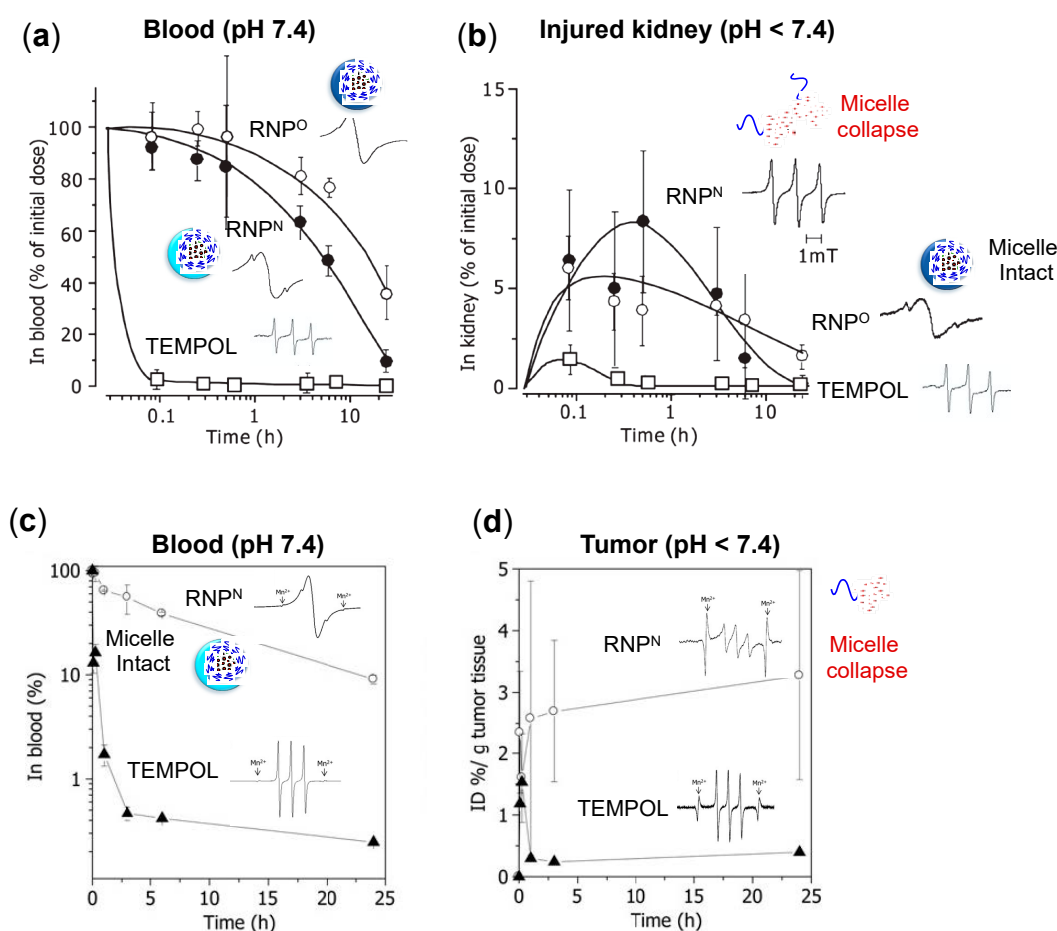 (a)
Blood (pH 7.4)
In blood (% of initial dose)
100
80
60
40
20
0
RNPᴼ
RNPᴺ
TEMPOL
0.1
1
10
Time (h)
(b)
Injured kidney (pH < 7.4)
In kidney (% of initial dose)
15
10
5
0
Micelle
collapse
RNPᴺ
1mT
Micelle
Intact
RNPᴼ
TEMPOL
0.1
1
10
Time (h)
(c)
Blood (pH 7.4)
In blood (%)
100
10
1
RNPᴺ
Mn²⁺
Mn²⁺
Micelle
Intact
TEMPOL
Mn²⁺
Mn²⁺
0
5
10
15
20
25
Time (h)
(d)
Tumor (pH < 7.4)
ID %/ g tumor tissue
5
4
3
2
1
0
Mn²⁺
Mn²⁺
RNPᴺ
Micelle
collapse
TEMPOL
Mn²⁺
Mn²⁺
0
5
10
15
20
25
Time (h)